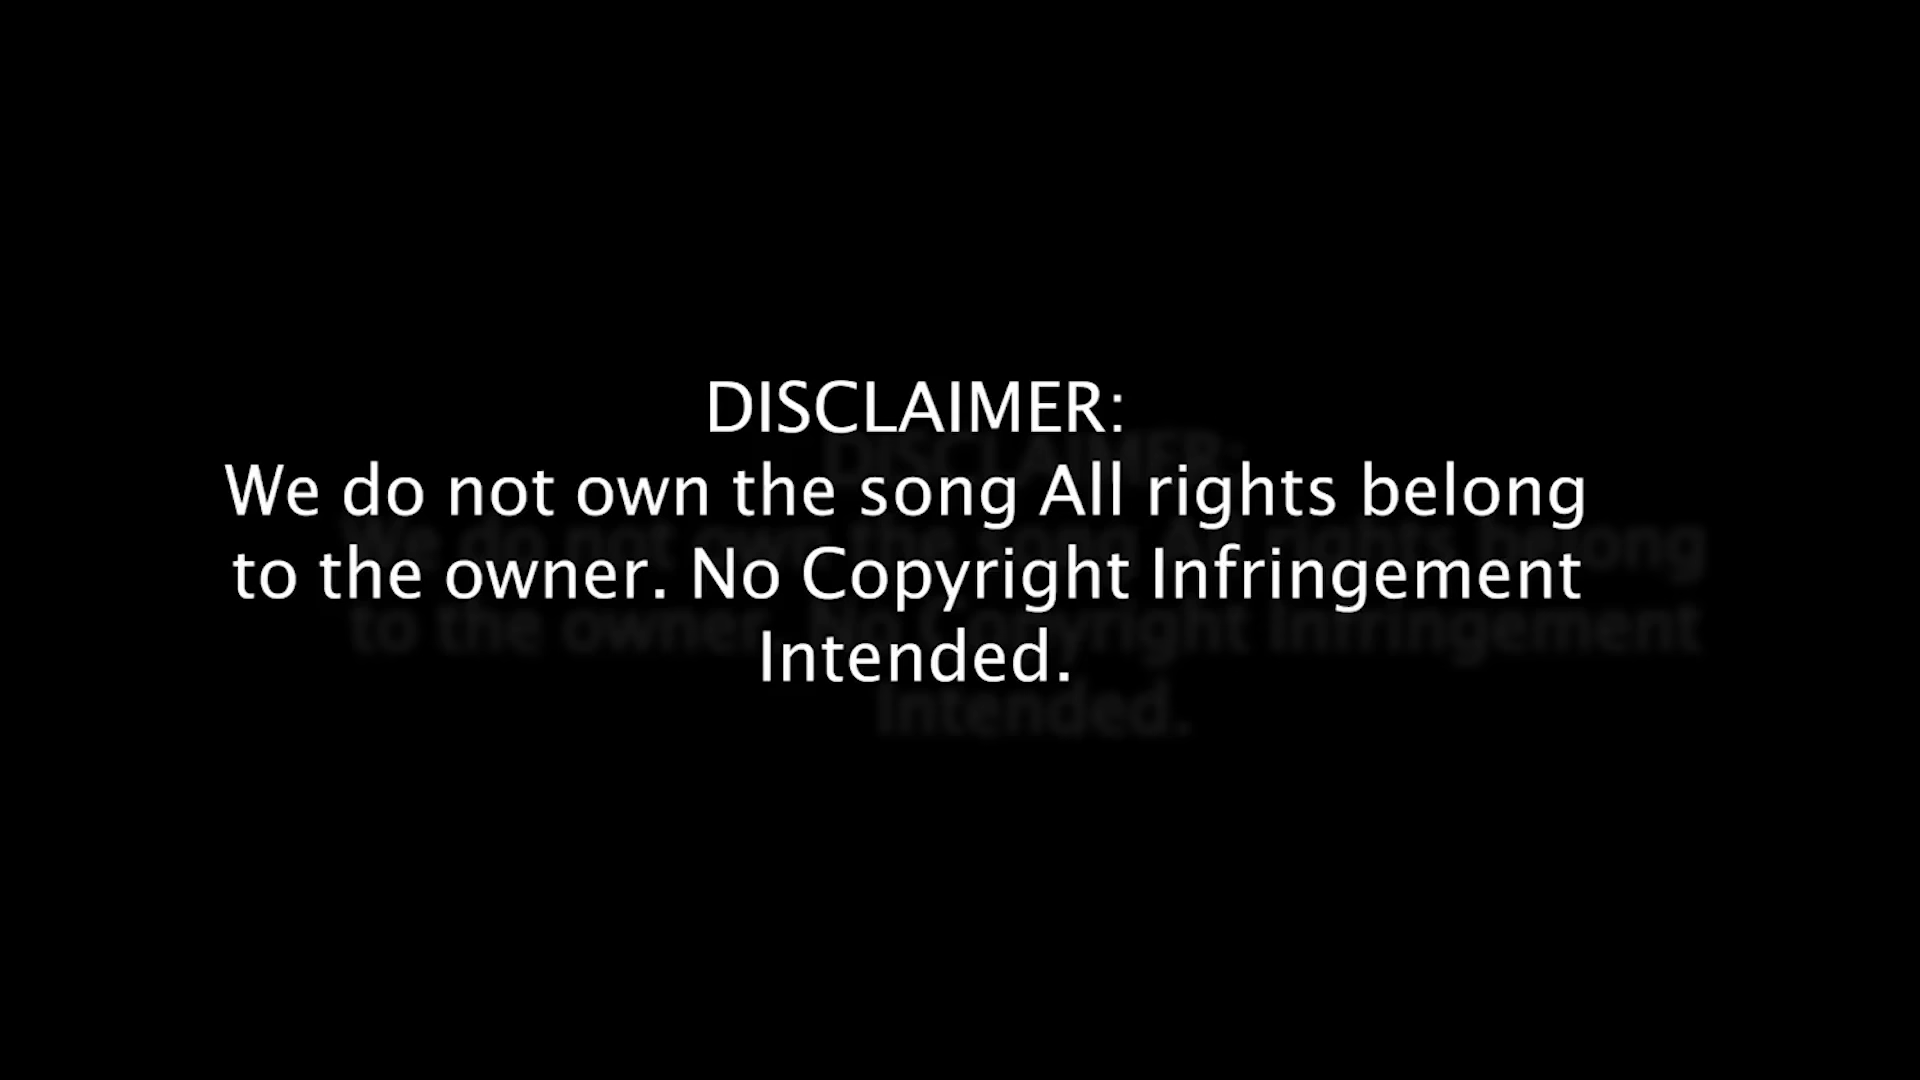 DISCLAIMER:
We do not own the song All rights belong
to the owner. No Copyright Infringement
Intended.